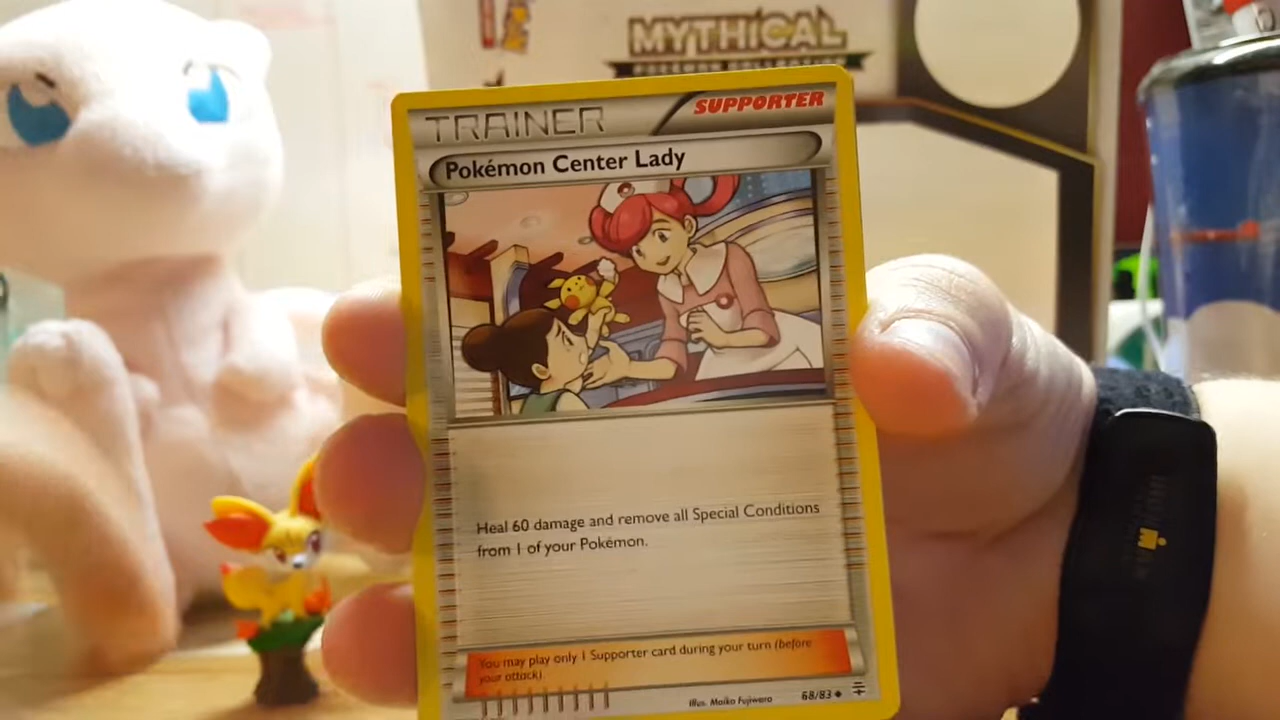 MYTHICAL
TRAINER
SUPPORTER
Pokémon Center Lady
Heal 60 damage and remove all Special Conditions
from 1 of your Pokémon.
You may play only 1 Supporter card during your turn (before
your attack).
Illus. Maiko Fujiwara
68/83